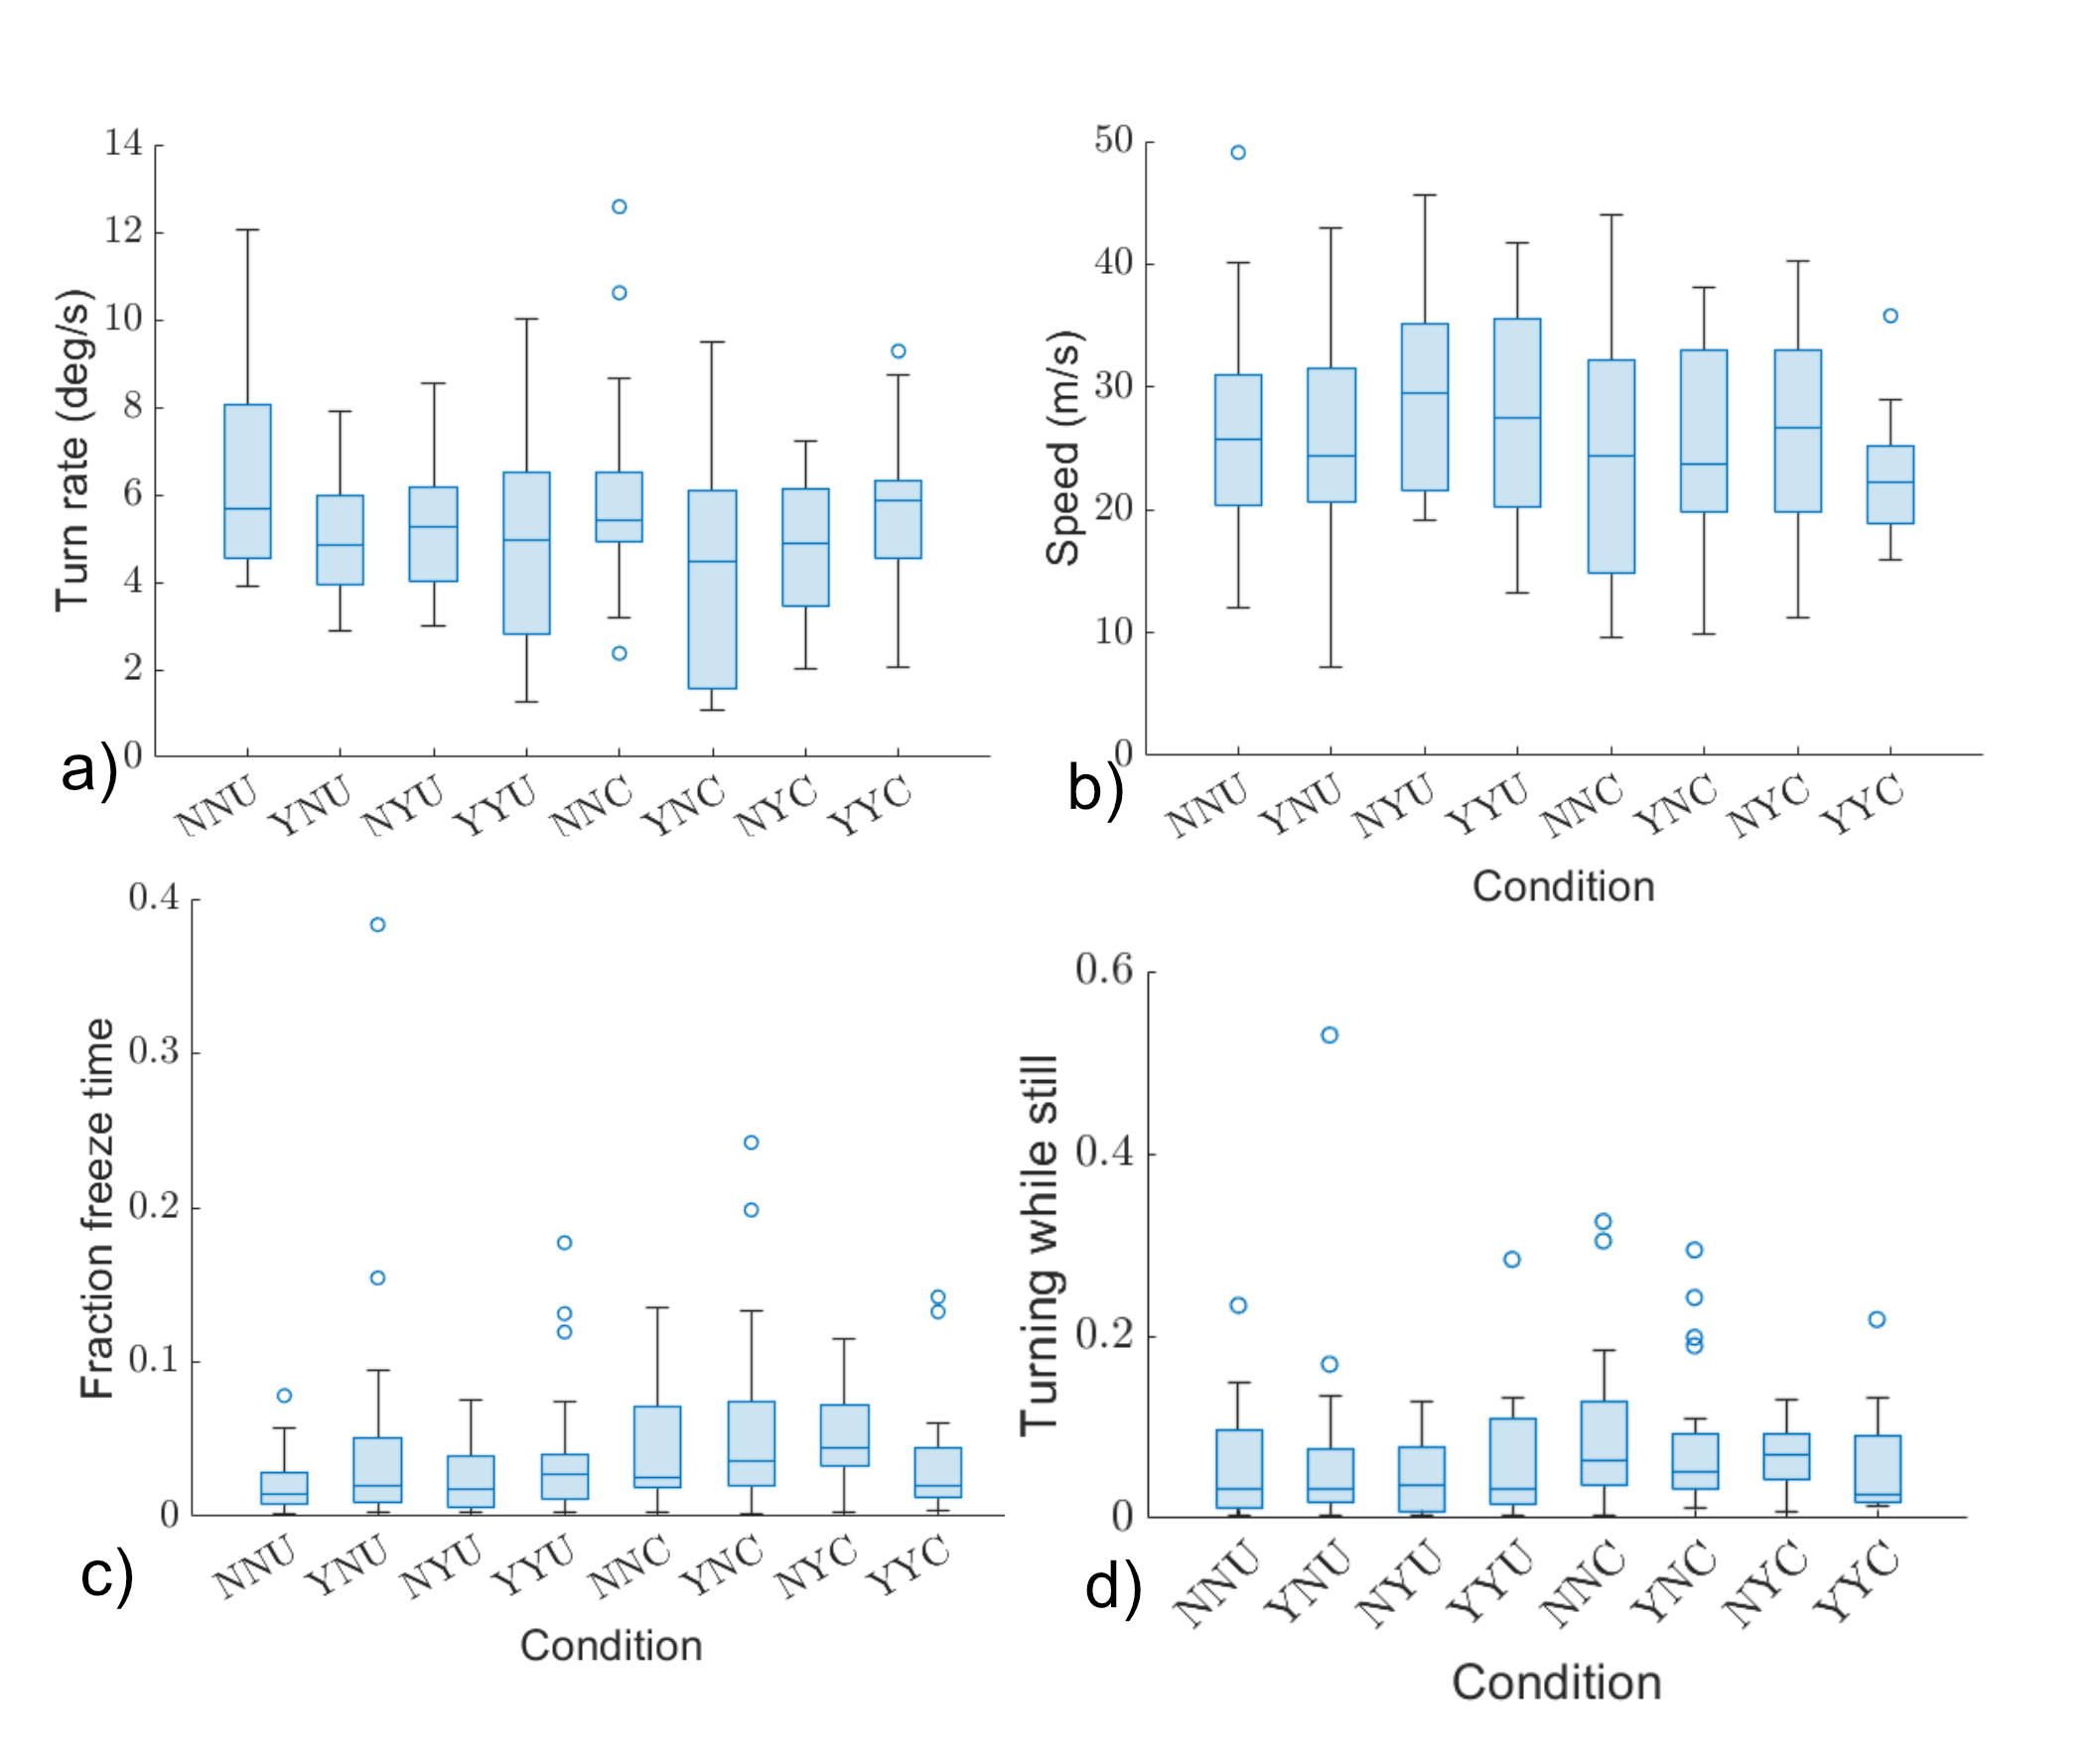 14
12
10
8
6
4
2
0
Turn rate (deg/s)
a)
NNU YNU NYU YYU NNC YNC NYC YYC
50
40
30
20
10
0
Speed (m/s)
b)
NNU YNU NYU YYU NNC YNC NYC YYC
Condition
0.4
0.3
0.2
0.1
0
Fraction freeze time
c)
NNU YNU NYU YYU NNC YNC NYC YYC
Condition
0.6
0.4
0.2
0
Turning while still
d)
NNU YNU NYU YYU NNC YNC NYC YYC
Condition